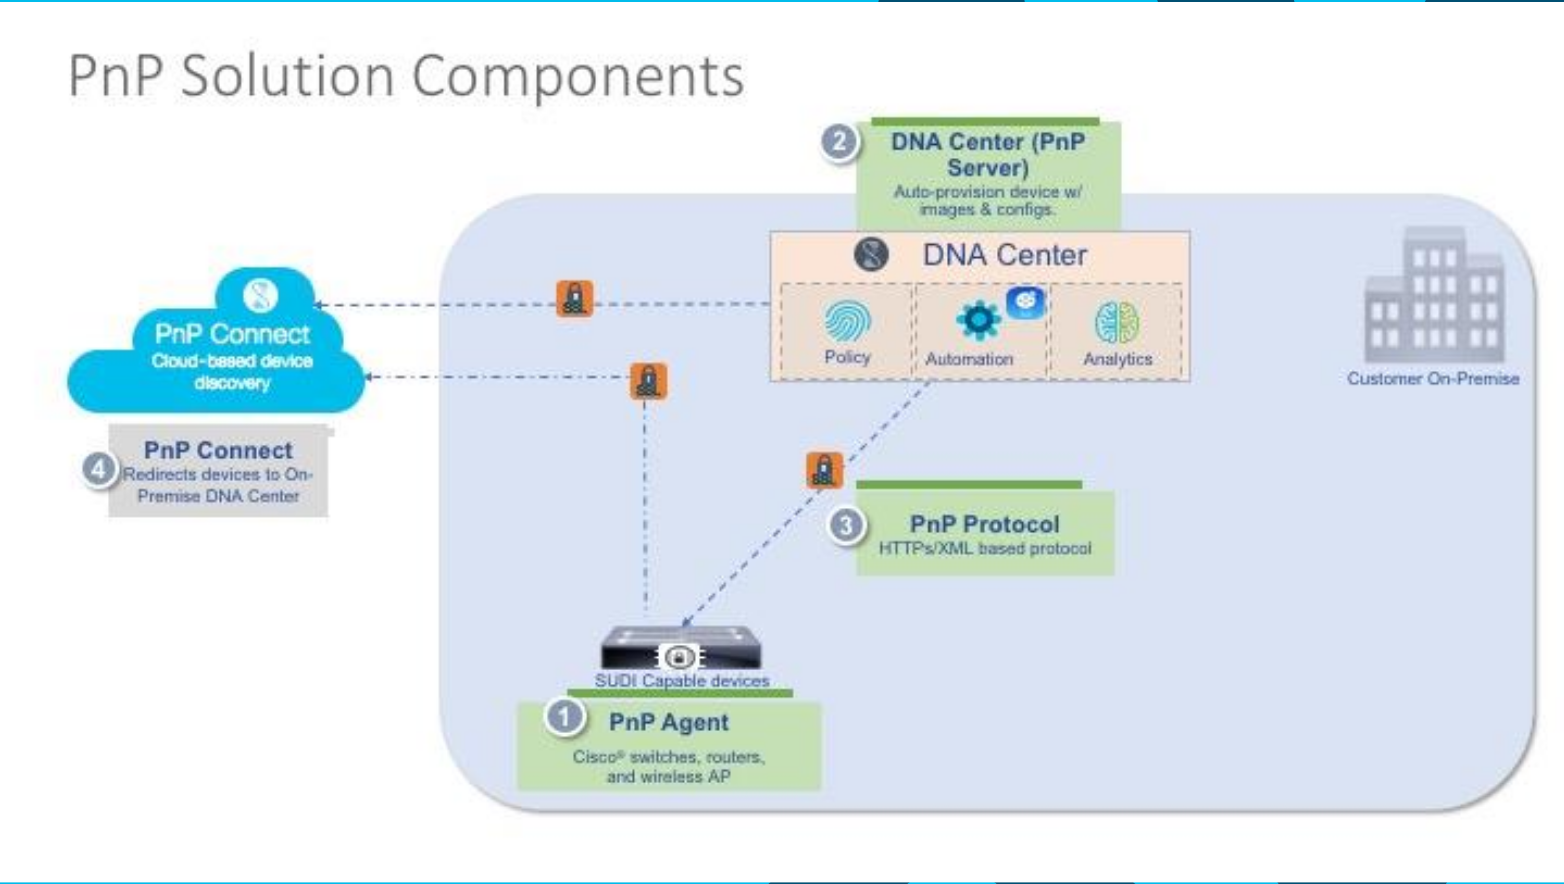 PnP Solution Components
2
DNA Center (PnP
Server)
Auto-provision device w/
images & configs.
DNA Center
Policy
Automation
Analytics
Customer On-Premise
PnP Connect
Cloud-based device
discovery
4
PnP Connect
Redirects devices to On-
Premise DNA Center
3
PnP Protocol
HTTPs/XML based protocol
SUDI Capable devices
1
PnP Agent
Cisco® switches, routers,
and wireless AP